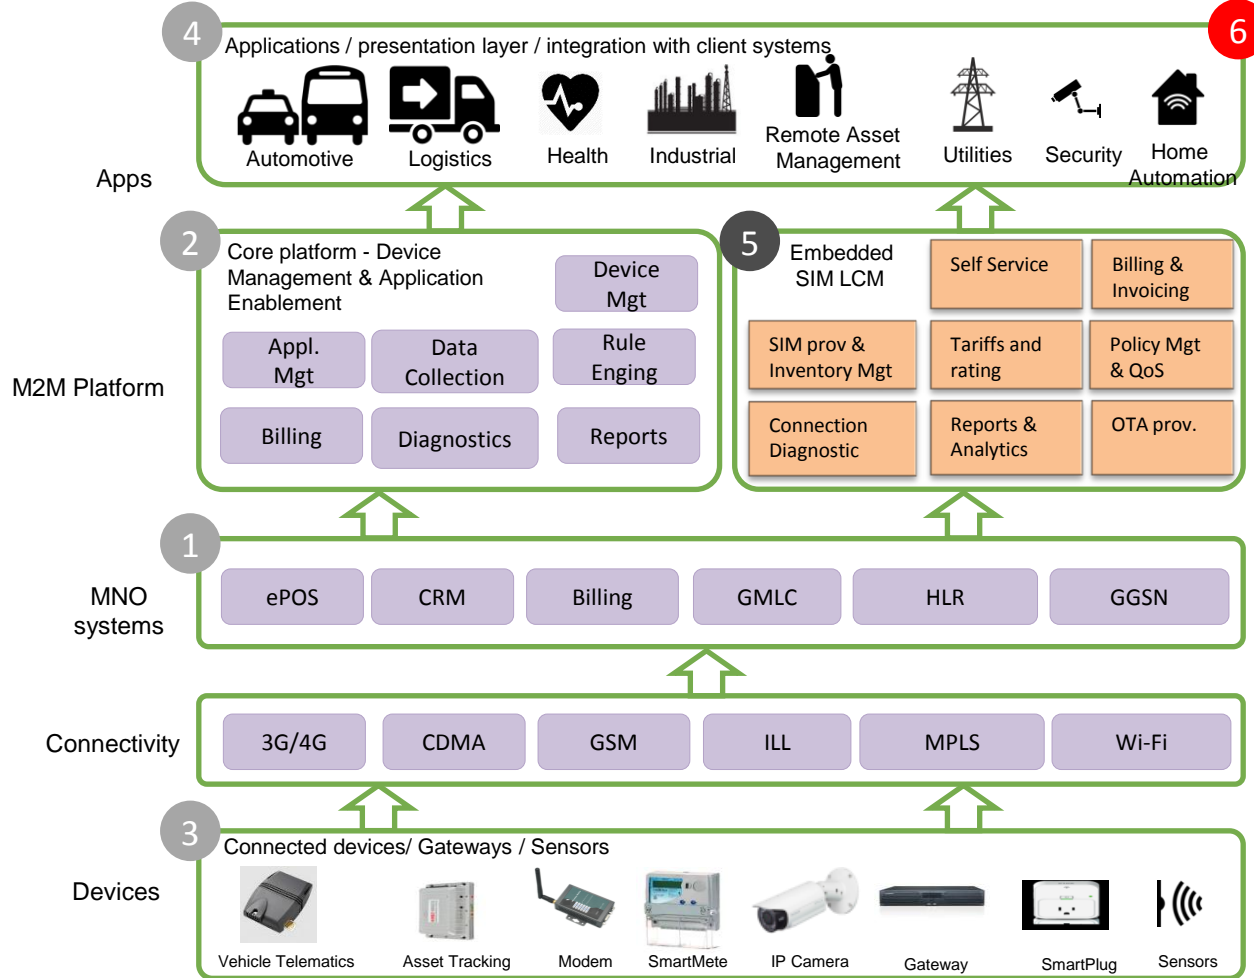 4
6
Applications / presentation layer / integration with client systems
Automotive
Logistics
Health
Industrial
Remote Asset
Management
Utilities
Security
Home
Automation
Apps
2
Core platform - Device
Management & Application
Enablement
Device
Mgt
Appl.
Mgt
Data
Collection
Rule
Enging
Billing
Diagnostics
Reports
5
Embedded
SIM LCM
Self Service
Billing &
Invoicing
SIM prov &
Inventory Mgt
Tariffs and
rating
Policy Mgt
& QoS
Connection
Diagnostic
Reports &
Analytics
OTA prov.
M2M Platform
1
ePOS
CRM
Billing
GMLC
HLR
GGSN
MNO
systems
Connectivity
3G/4G
CDMA
GSM
ILL
MPLS
Wi-Fi
3
Connected devices/ Gateways / Sensors
Devices
Vehicle Telematics
Asset Tracking
Modem
SmartMete
IP Camera
Gateway
SmartPlug
Sensors